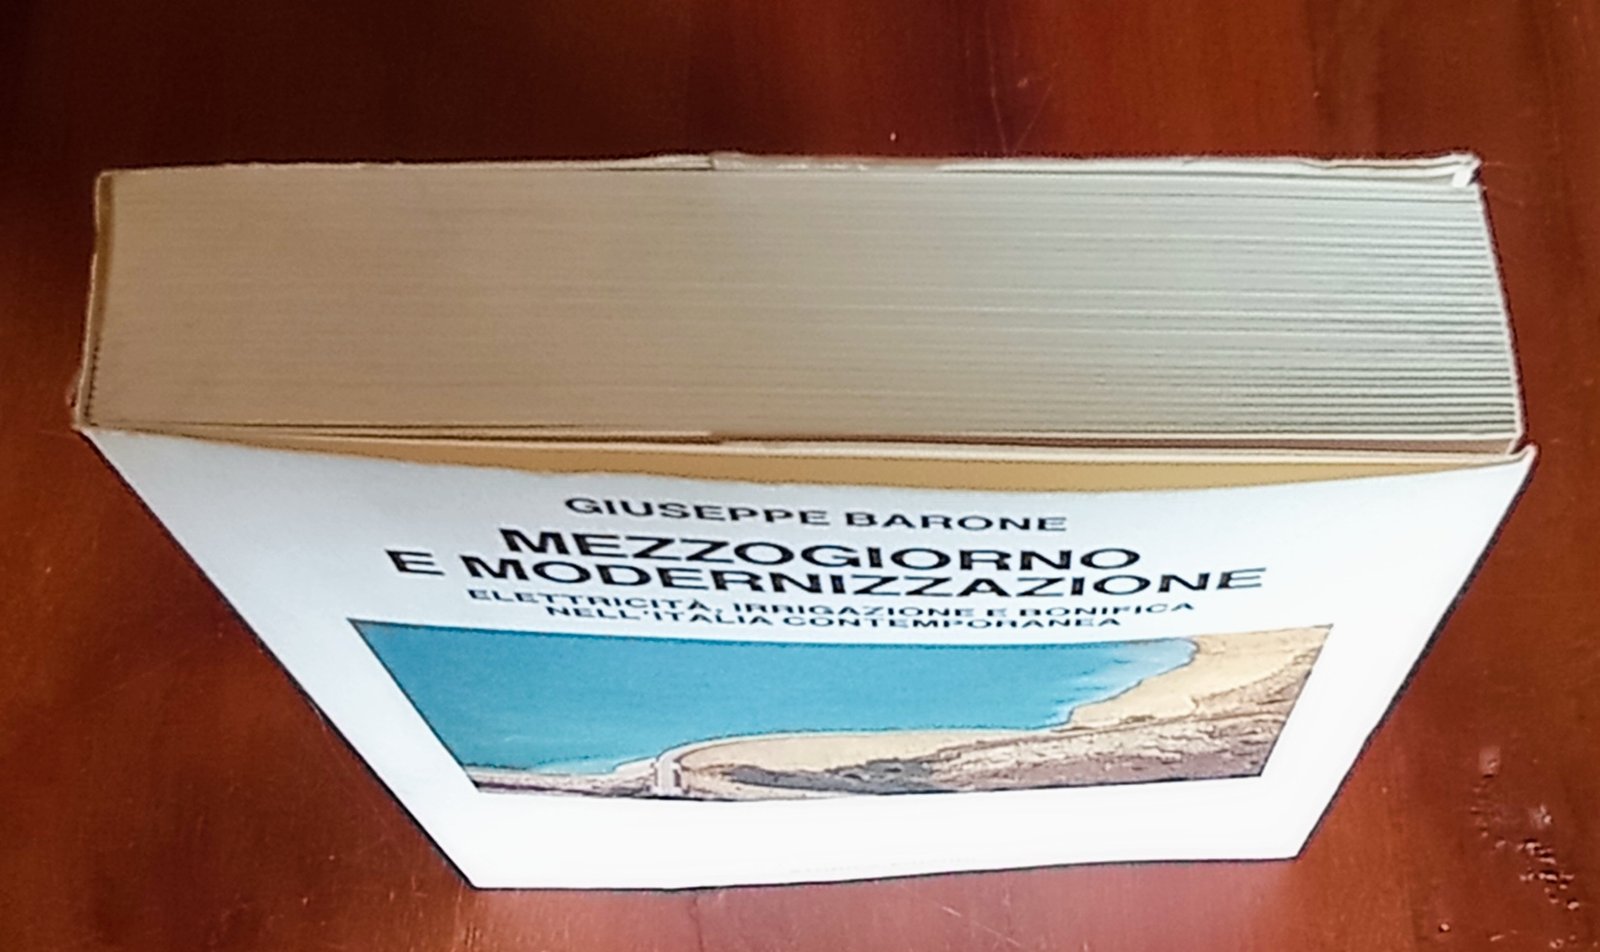 GIUSEPPE BARONE
MEZZOGIORNO
E MODERNIZZAZIONE
ELETTRICITÀ, IRRIGAZIONE E BONIFICA
NELL'ITALIA CONTEMPORANEA